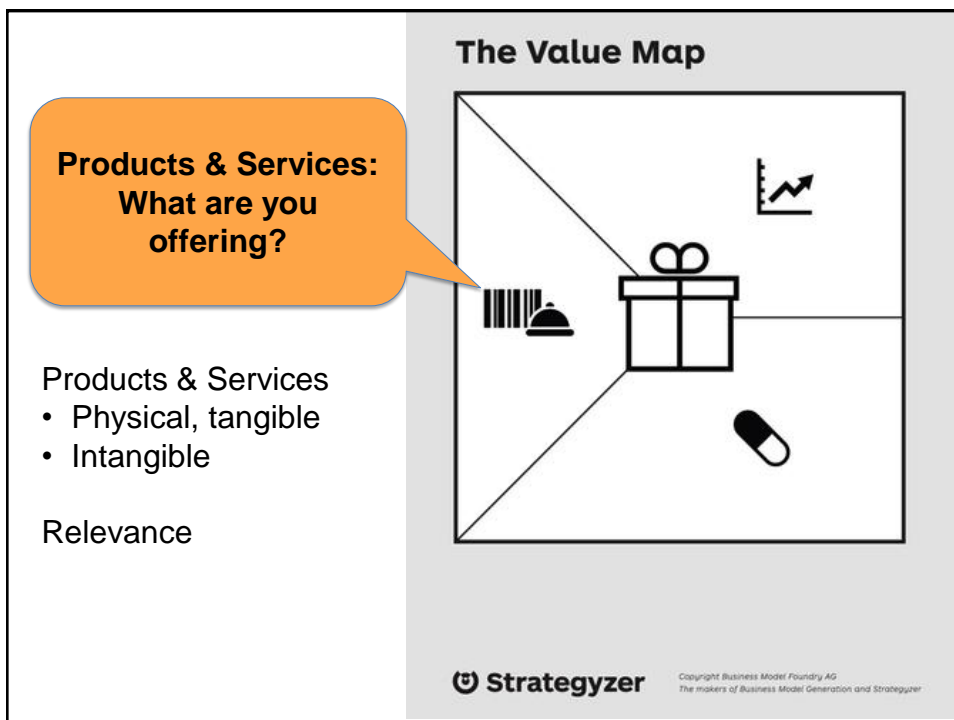 The Value Map
Products & Services:
What are you
offering?
Products & Services
• Physical, tangible
• Intangible
Relevance
Strategyzer
Copyright Business Model Foundry AG
The makers of Business Model Generation and Strategyzer